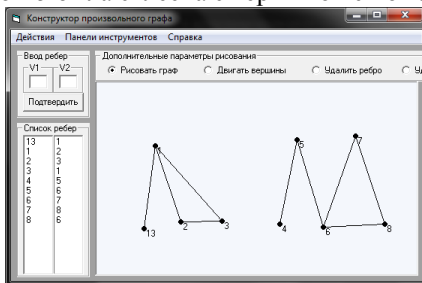 Конструктор произвольного графа
Действия Панели инструментов Справка
Ввод ребер
V1 V2
Подтвердить
Дополнительные параметры рисования
Рисовать граф Двигать вершины Удалить ребро
Список ребер
13 1
1 2
2 3
3 1
4 5
5 6
6 7
7 8
8 6
1 5 7
13 2 3 4 6 8